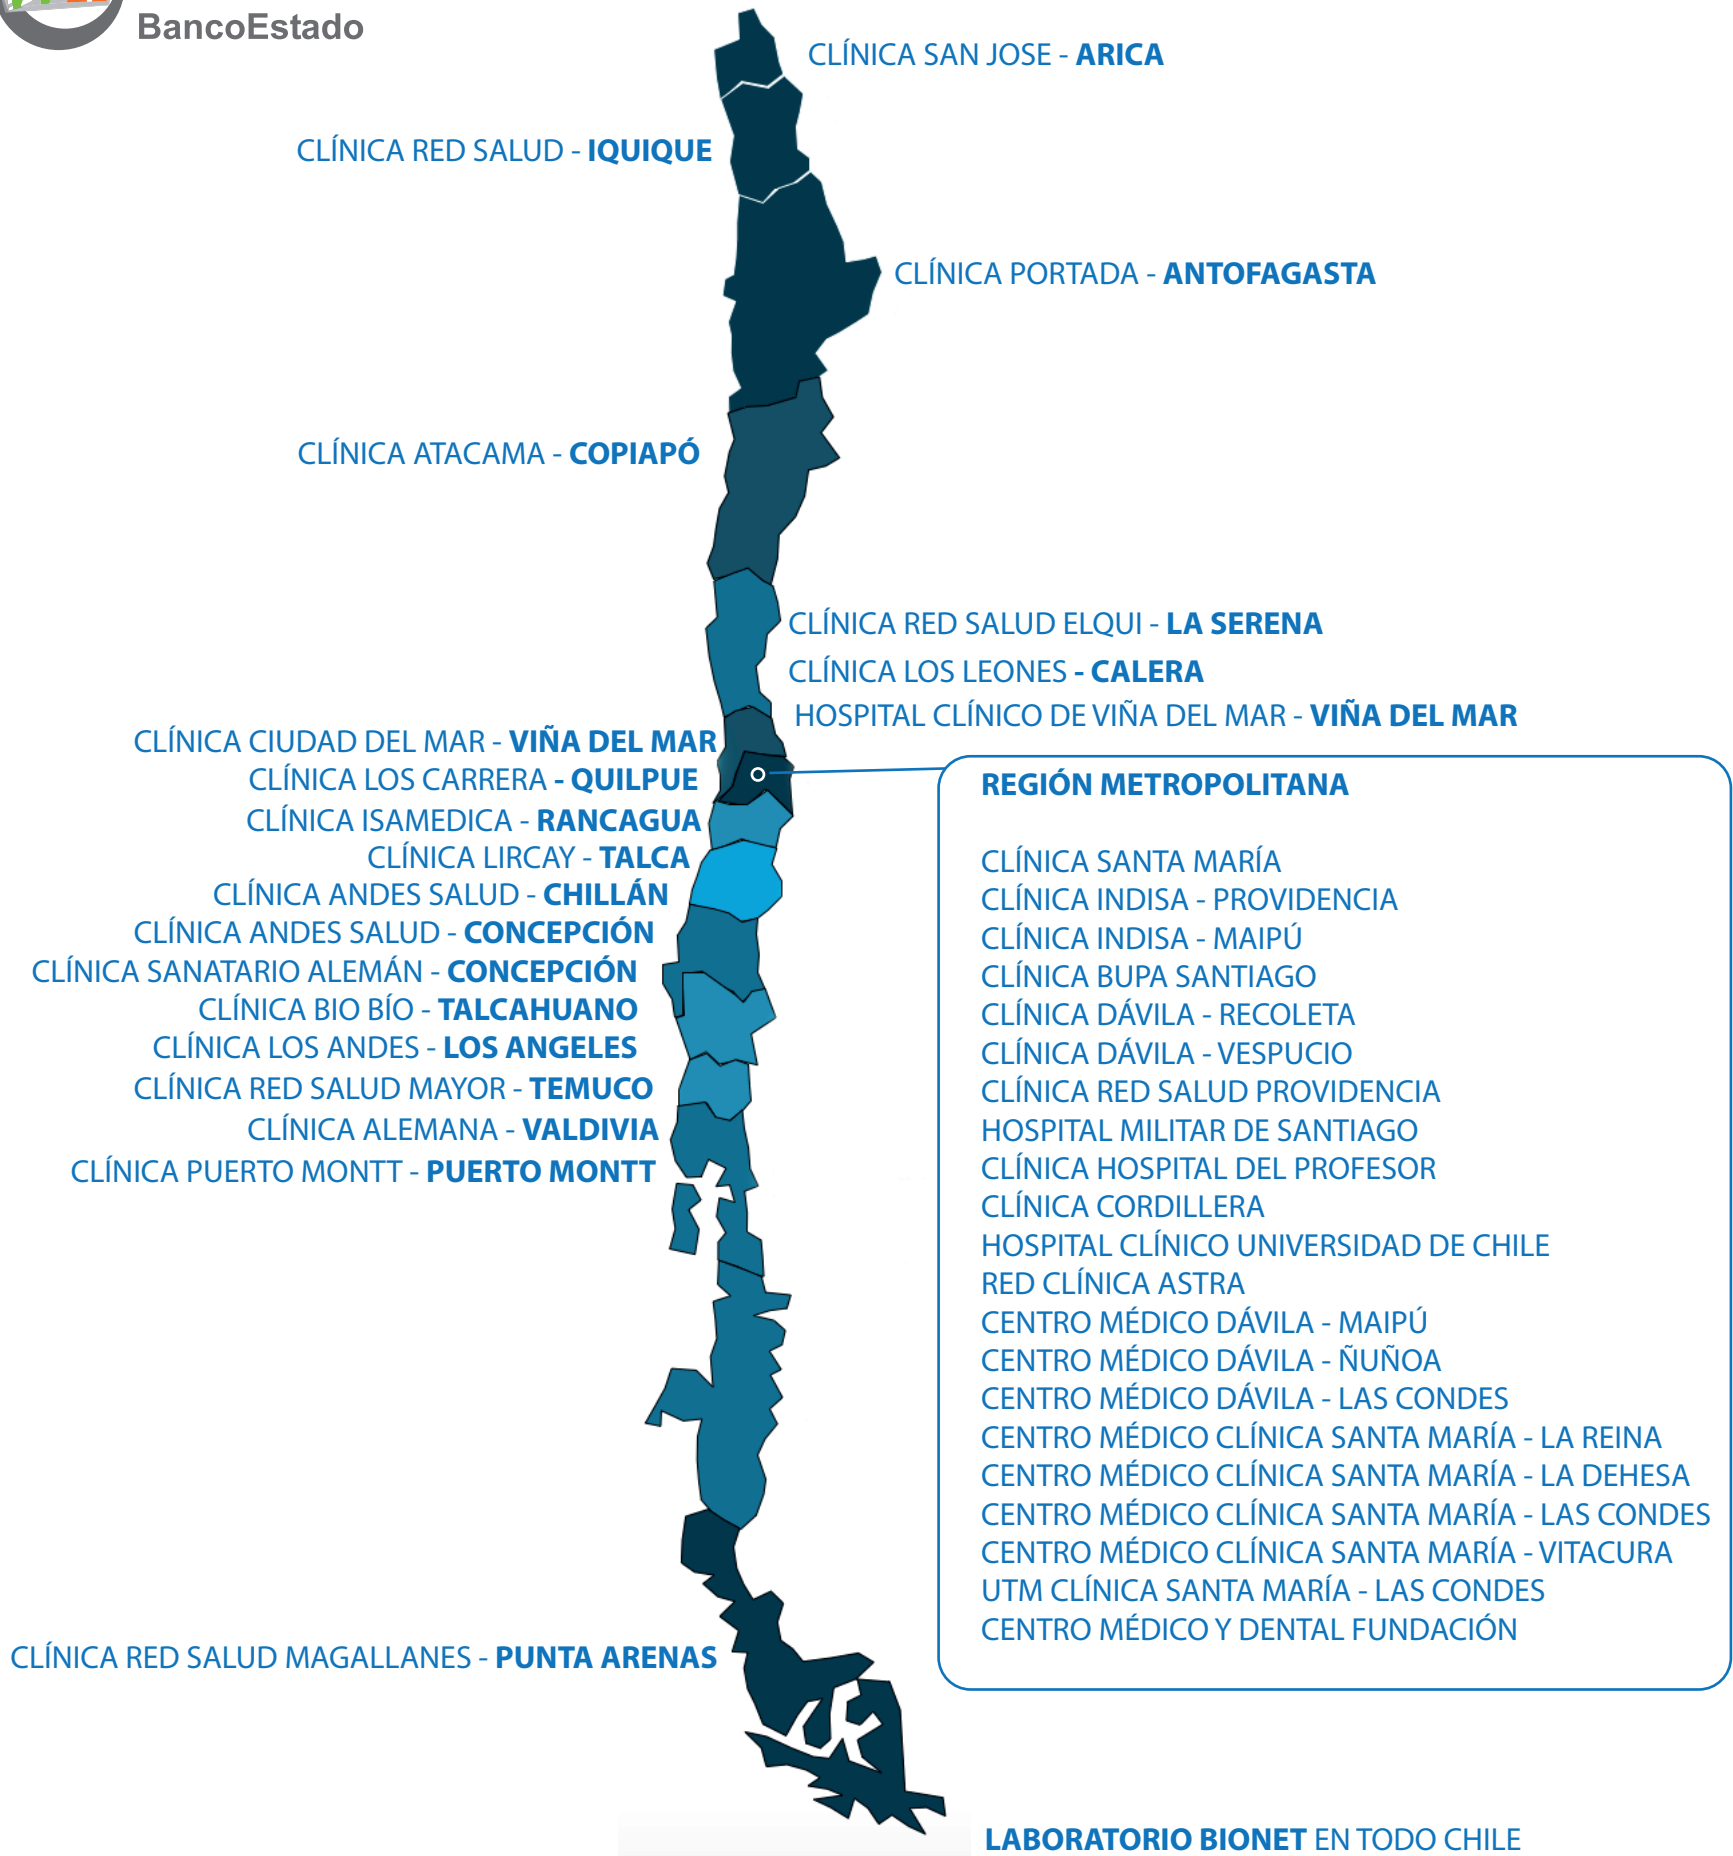 BancoEstado
CLÍNICA SAN JOSE - ARICA
CLÍNICA RED SALUD - IQUIQUE
CLÍNICA PORTADA - ANTOFAGASTA
CLÍNICA ATACAMA - COPIAPÓ
CLÍNICA RED SALUD ELQUI - LA SERENA
CLÍNICA LOS LEONES - CALERA
HOSPITAL CLÍNICO DE VIÑA DEL MAR - VIÑA DEL MAR
CLÍNICA CIUDAD DEL MAR - VIÑA DEL MAR
CLÍNICA LOS CARRERA - QUILPUE
CLÍNICA ISAMEDICA - RANCAGUA
CLÍNICA LIRCAY - TALCA
CLÍNICA ANDES SALUD - CHILLÁN
CLÍNICA ANDES SALUD - CONCEPCIÓN
CLÍNICA SANATARIO ALEMÁN - CONCEPCIÓN
CLÍNICA BIO BÍO - TALCAHUANO
CLÍNICA LOS ANDES - LOS ANGELES
CLÍNICA RED SALUD MAYOR - TEMUCO
CLÍNICA ALEMANA - VALDIVIA
CLÍNICA PUERTO MONTT - PUERTO MONTT
REGIÓN METROPOLITANA
CLÍNICA SANTA MARÍA
CLÍNICA INDISA - PROVIDENCIA
CLÍNICA INDISA - MAIPÚ
CLÍNICA BUPA SANTIAGO
CLÍNICA DÁVILA - RECOLETA
CLÍNICA DÁVILA - VESPUCIO
CLÍNICA RED SALUD PROVIDENCIA
HOSPITAL MILITAR DE SANTIAGO
CLÍNICA HOSPITAL DEL PROFESOR
CLÍNICA CORDILLERA
HOSPITAL CLÍNICO UNIVERSIDAD DE CHILE
RED CLÍNICA ASTRA
CENTRO MÉDICO DÁVILA - MAIPÚ
CENTRO MÉDICO DÁVILA - ÑUÑOA
CENTRO MÉDICO DÁVILA - LAS CONDES
CENTRO MÉDICO CLÍNICA SANTA MARÍA - LA REINA
CENTRO MÉDICO CLÍNICA SANTA MARÍA - LA DEHESA
CENTRO MÉDICO CLÍNICA SANTA MARÍA - LAS CONDES
CENTRO MÉDICO CLÍNICA SANTA MARÍA - VITACURA
UTM CLÍNICA SANTA MARÍA - LAS CONDES
CENTRO MÉDICO Y DENTAL FUNDACIÓN
CLÍNICA RED SALUD MAGALLANES - PUNTA ARENAS
LABORATORIO BIONET EN TODO CHILE